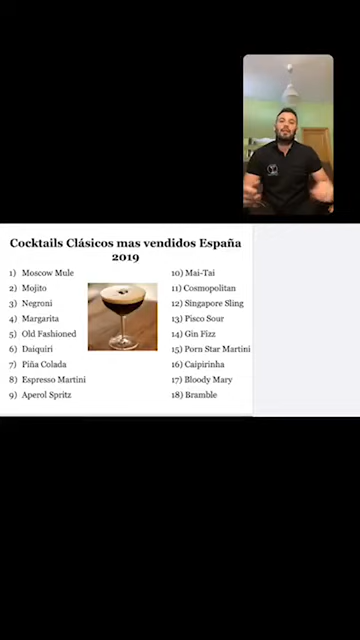 Cocktails Clásicos mas vendidos España
2019
1) Moscow Mule
2) Mojito
3) Negroni
4) Margarita
5) Old Fashioned
6) Daiquiri
7) Piña Colada
8) Espresso Martini
9) Aperol Spritz
10) Mai-Tai
11) Cosmopolitan
12) Singapore Sling
13) Pisco Sour
14) Gin Fizz
15) Porn Star Martini
16) Caipirinha
17) Bloody Mary
18) Bramble